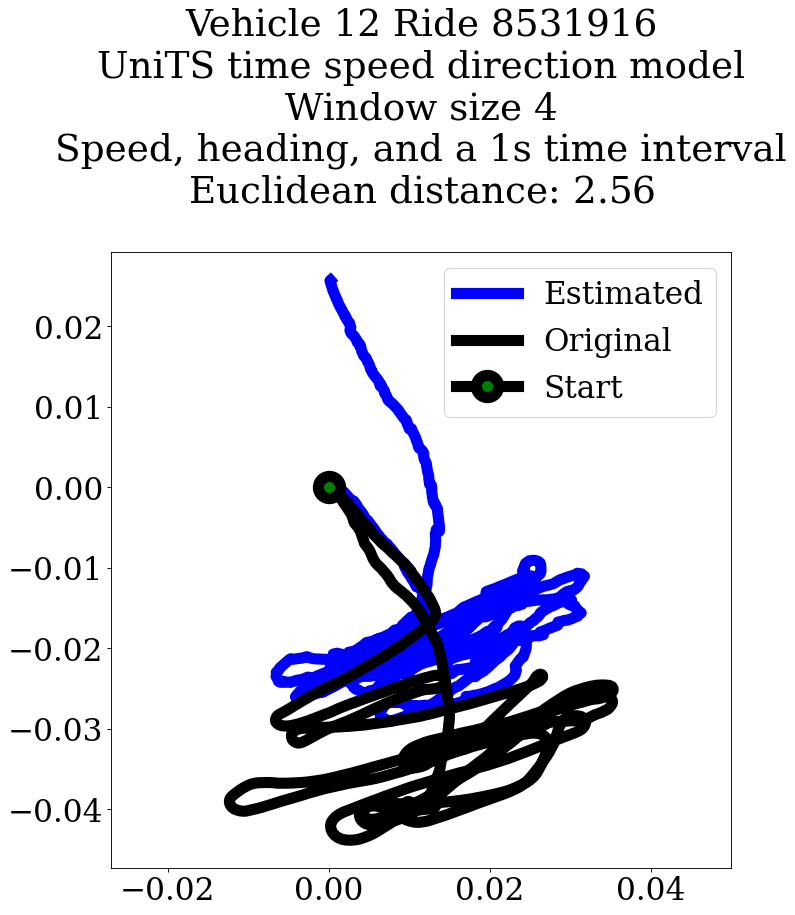 Vehicle 12 Ride 8531916
UniTS time speed direction model
Window size 4
Speed, heading, and a 1s time interval
Euclidean distance: 2.56
Estimated
Original
Start
0.02
0.01
0.00
−0.01
−0.02
−0.03
−0.04
−0.02 0.00 0.02 0.04